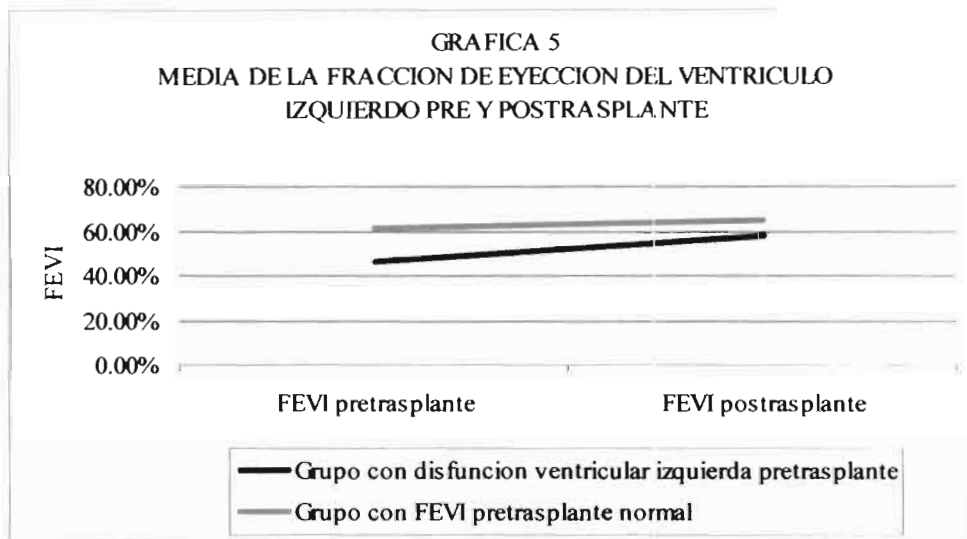 GRAFICA 5
MEDIA DE LA FRACCION DE EYECCION DEL VENTRICULO
IZQUIERDO PRE Y POSTRASPLANTE
80.00%
60.00%
40.00%
20.00%
0.00%
FEVI
FEVI pretrasplante
FEVI postrasplante
Grupo con disfuncion ventricular izquierda pretrasplante
Grupo con FEVI pretrasplante normal